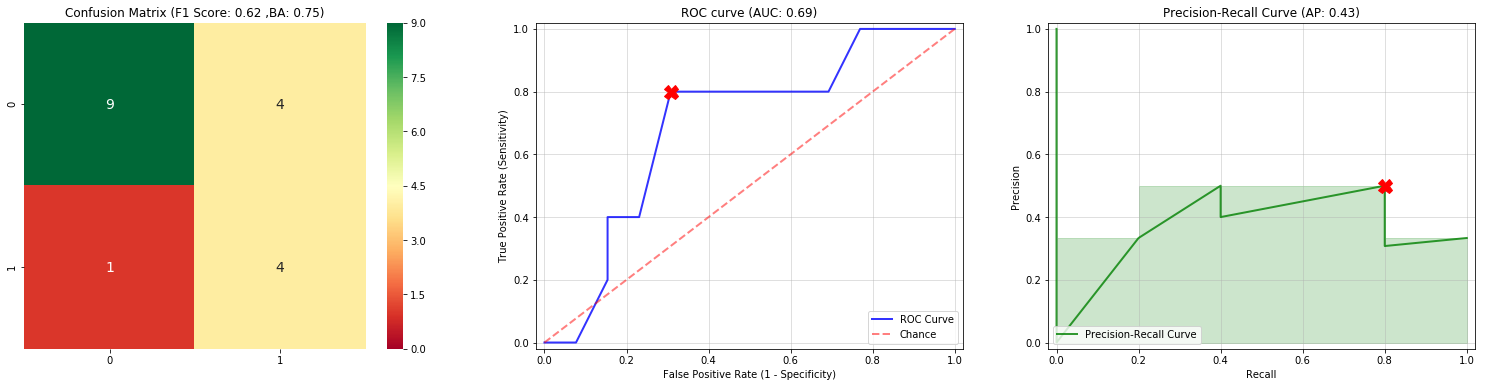 Confusion Matrix (F1 Score: 0.62 ,BA: 0.75)
0
9
4
1
1
4
0
1
9.0
7.5
6.0
4.5
3.0
1.5
0.0
ROC curve (AUC: 0.69)
True Positive Rate (Sensitivity)
1.0
0.8
0.6
0.4
0.2
0.0
ROC Curve
Chance
0.0 0.2 0.4 0.6 0.8 1.0
False Positive Rate (1 - Specificity)
Precision-Recall Curve (AP: 0.43)
Precision
1.0
0.8
0.6
0.4
0.2
0.0
Precision-Recall Curve
0.0 0.2 0.4 0.6 0.8 1.0
Recall